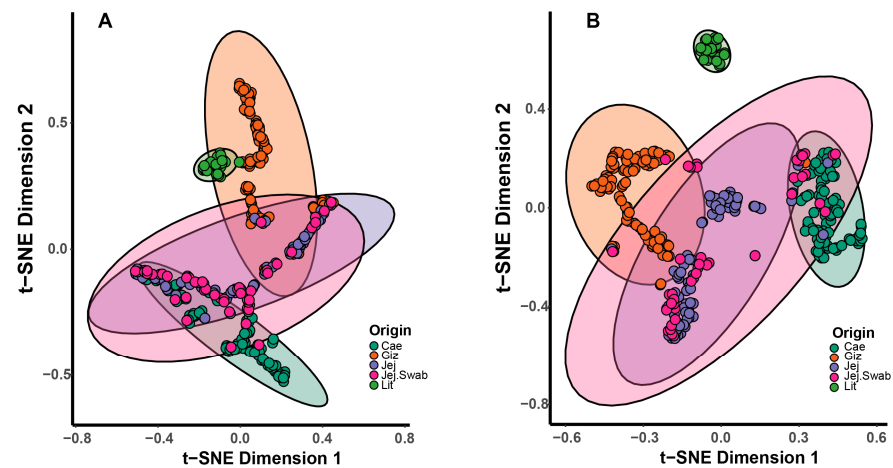 A
t−SNE Dimension 2
0.5
0.0
−0.5
−0.8
−0.4
0.0
0.4
0.8
t−SNE Dimension 1
Origin
Cae
Giz
Jej
Jej.Swab
Lit
B
t−SNE Dimension 2
0.4
0.0
−0.4
−0.8
−0.6
−0.3
0.0
0.3
0.6
t−SNE Dimension 1
Origin
Cae
Giz
Jej
Jej.Swab
Lit